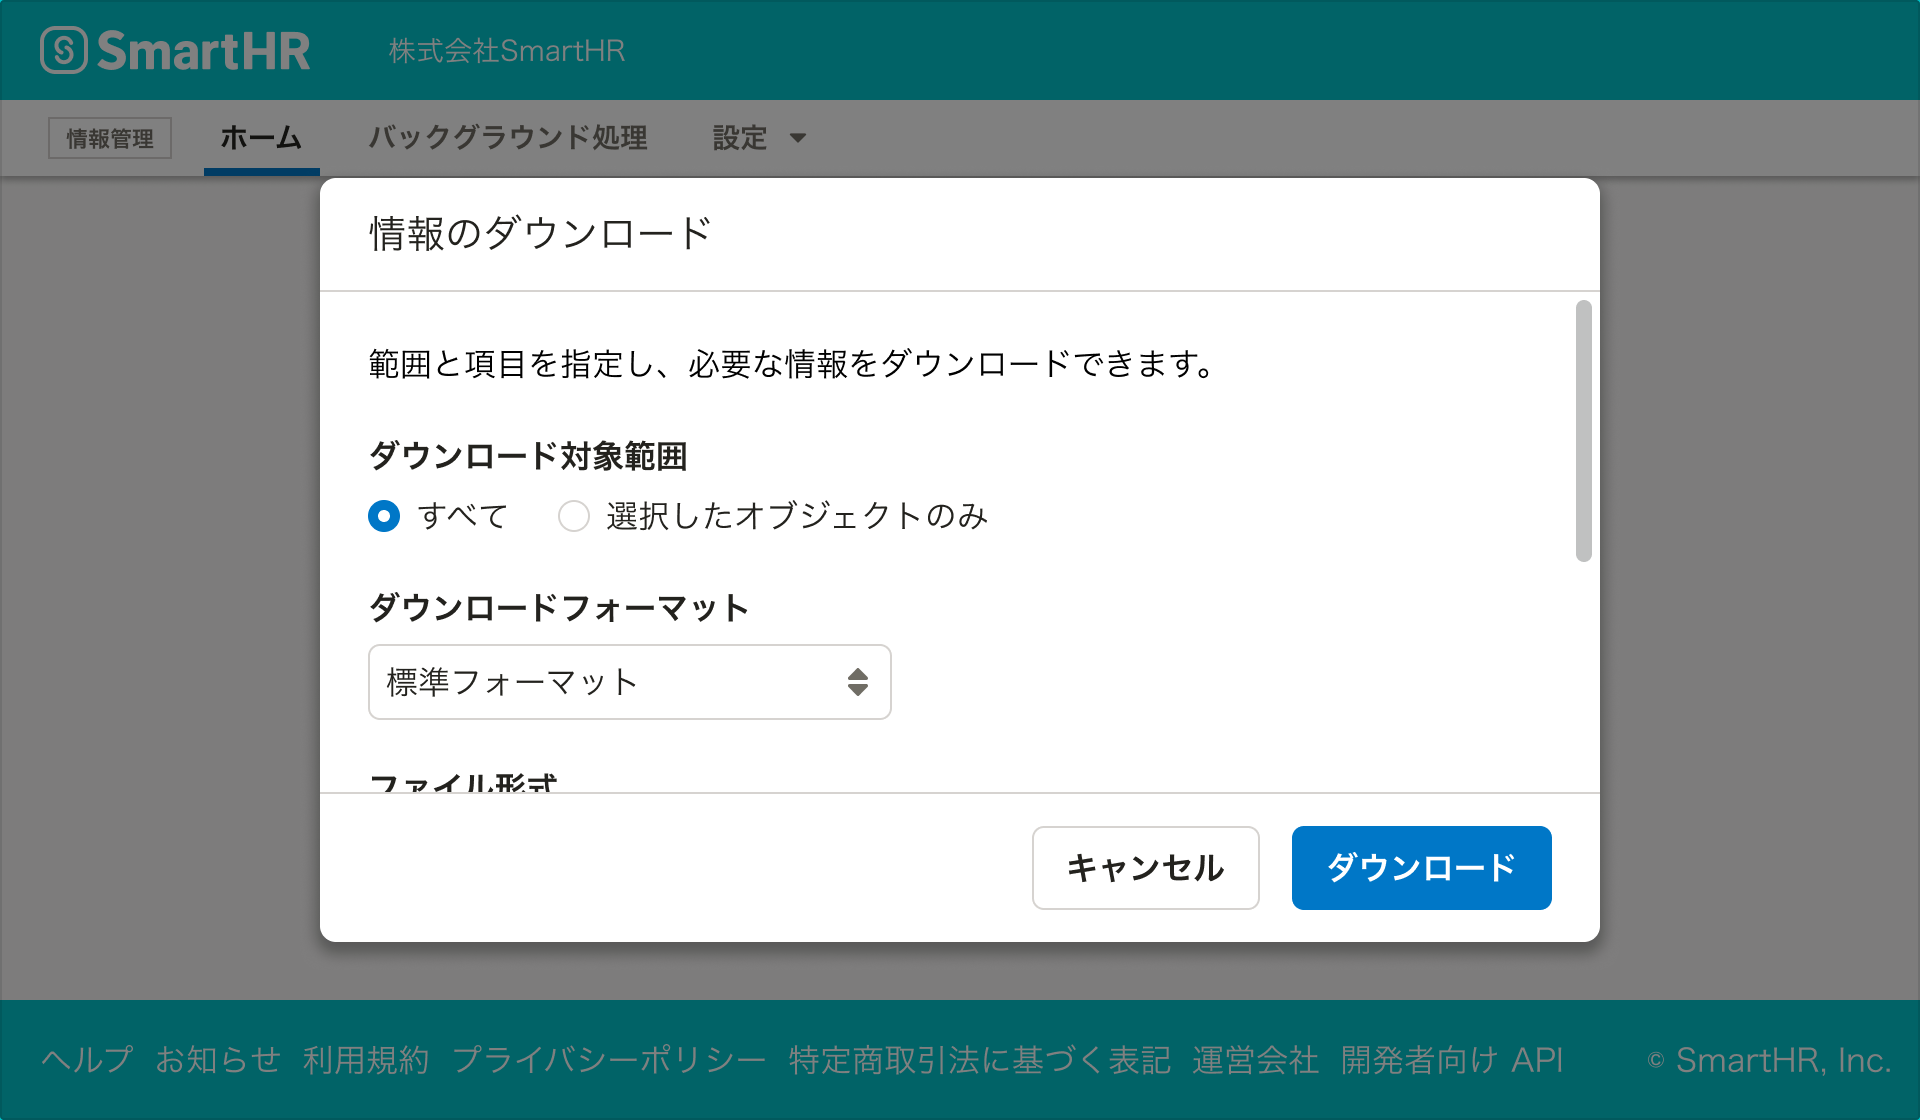 SmartHR 株式会社SmartHR
情報管理 ホーム バックグラウンド処理 設定
情報のダウンロード
範囲と項目を指定し、必要な情報をダウンロードできます。
ダウンロード対象範囲
すべて 選択したオブジェクトのみ
ダウンロードフォーマット
標準フォーマット
ファイル形式
キャンセル ダウンロード
ヘルプ お知らせ 利用規約 プライバシーポリシー 特定商取引法に基づく表記 運営会社 開発者向け API © SmartHR, Inc.